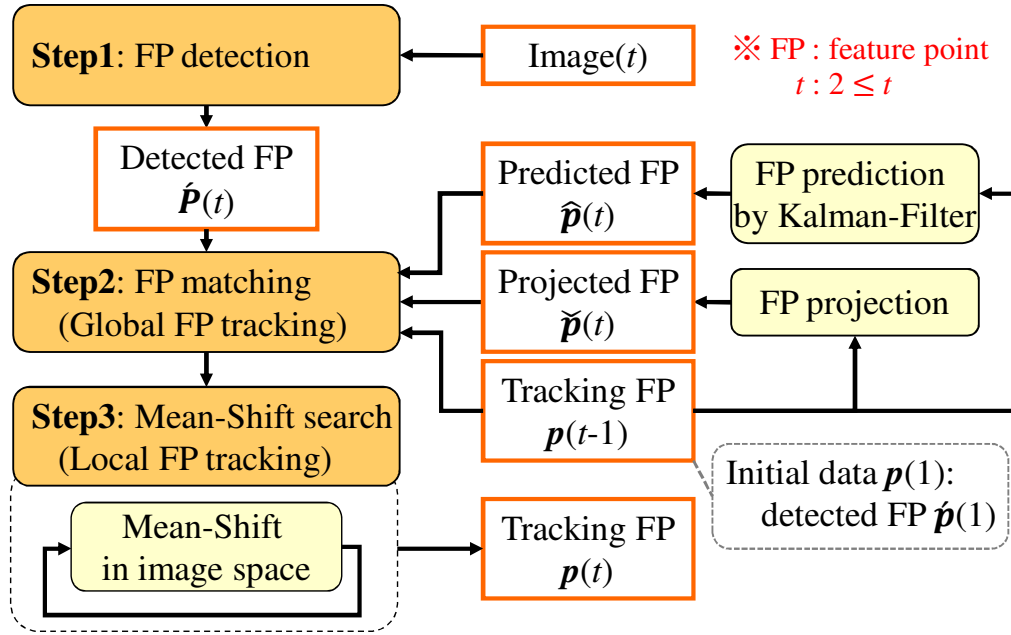 Step1: FP detection
Image(t)
※ FP : feature point
t : 2 ≤ t
Detected FP
Ṕ(t)
Predicted FP
p̂(t)
FP prediction
by Kalman-Filter
Step2: FP matching
(Global FP tracking)
Projected FP
p̌(t)
FP projection
Step3: Mean-Shift search
(Local FP tracking)
Tracking FP
p(t-1)
Initial data p(1):
detected FP ṕ(1)
Mean-Shift
in image space
Tracking FP
p(t)